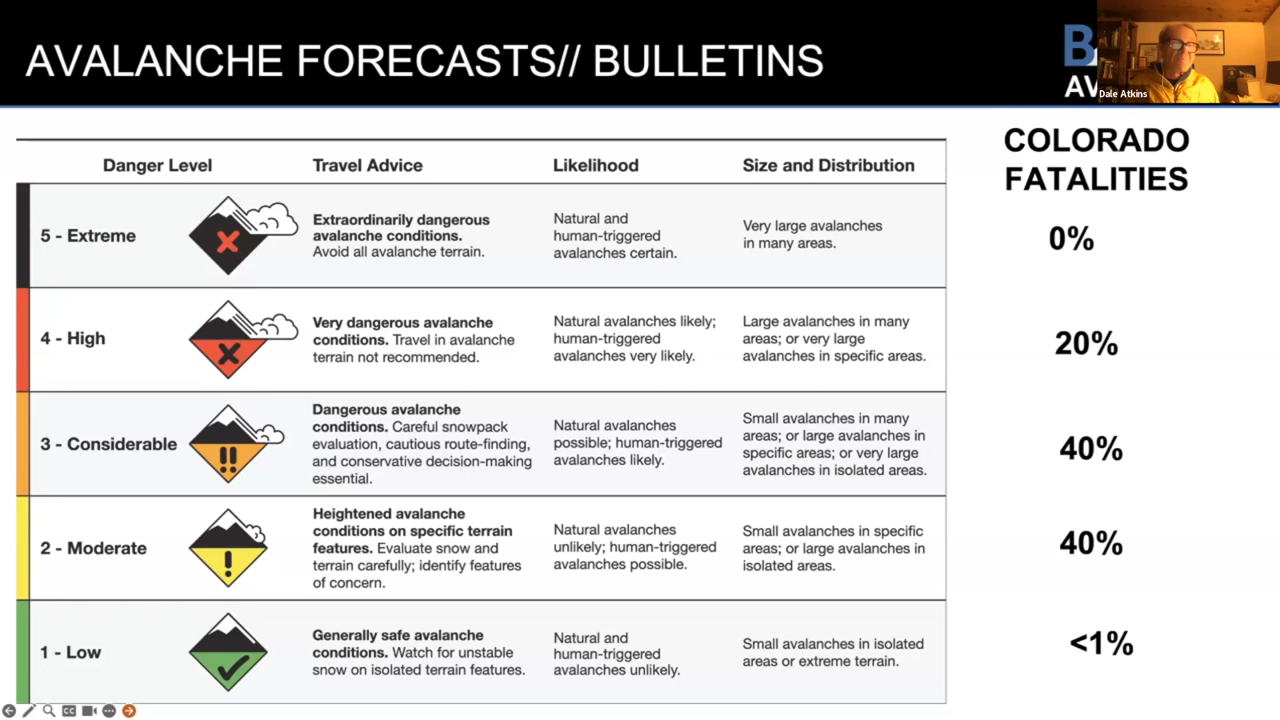 AVALANCHE FORECASTS// BULLETINS
B
AV
Dale Atkins
COLORADO
FATALITIES
Danger Level Travel Advice Likelihood Size and Distribution
5 - Extreme
Extraordinarily dangerous
avalanche conditions.
Avoid all avalanche terrain.
Natural and
human-triggered
avalanches certain.
Very large avalanches
in many areas.
0%
4 - High
Very dangerous avalanche
conditions. Travel in avalanche
terrain not recommended.
Natural avalanches likely;
human-triggered
avalanches very likely.
Large avalanches in many
areas; or very large
avalanches in specific areas.
20%
3 - Considerable
!!
Dangerous avalanche
conditions. Careful snowpack
evaluation, cautious route-finding,
and conservative decision-making
essential.
Natural avalanches
possible; human-triggered
avalanches likely.
Small avalanches in many
areas; or large avalanches in
specific areas; or very large
avalanches in isolated areas.
40%
2 - Moderate
!
Heightened avalanche
conditions on specific terrain
features. Evaluate snow and
terrain carefully; identify features
of concern.
Natural avalanches
unlikely; human-triggered
avalanches possible.
Small avalanches in specific
areas; or large avalanches in
isolated areas.
40%
1 - Low
Generally safe avalanche
conditions. Watch for unstable
snow on isolated terrain features.
Natural and
human-triggered
avalanches unlikely.
Small avalanches in isolated
areas or extreme terrain.
<1%
CC